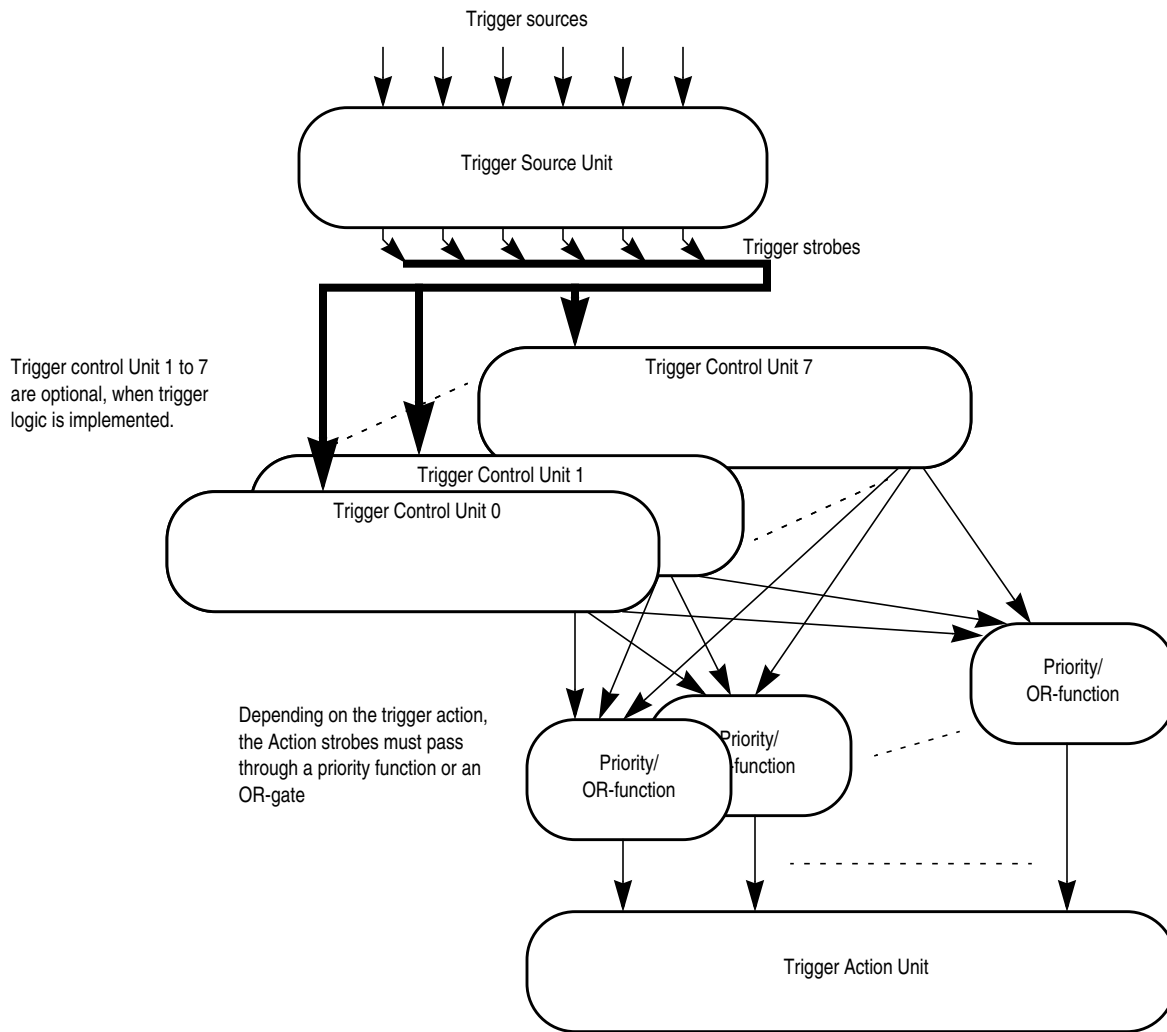 Trigger sources
Trigger Source Unit
Trigger strobes
Trigger control Unit 1 to 7
are optional, when trigger
logic is implemented.
Trigger Control Unit 7
Trigger Control Unit 1
Trigger Control Unit 0
Priority/
OR-function
Depending on the trigger action,
the Action strobes must pass
through a priority function or an
OR-gate
Priority/
-function
Priority/
OR-function
Trigger Action Unit